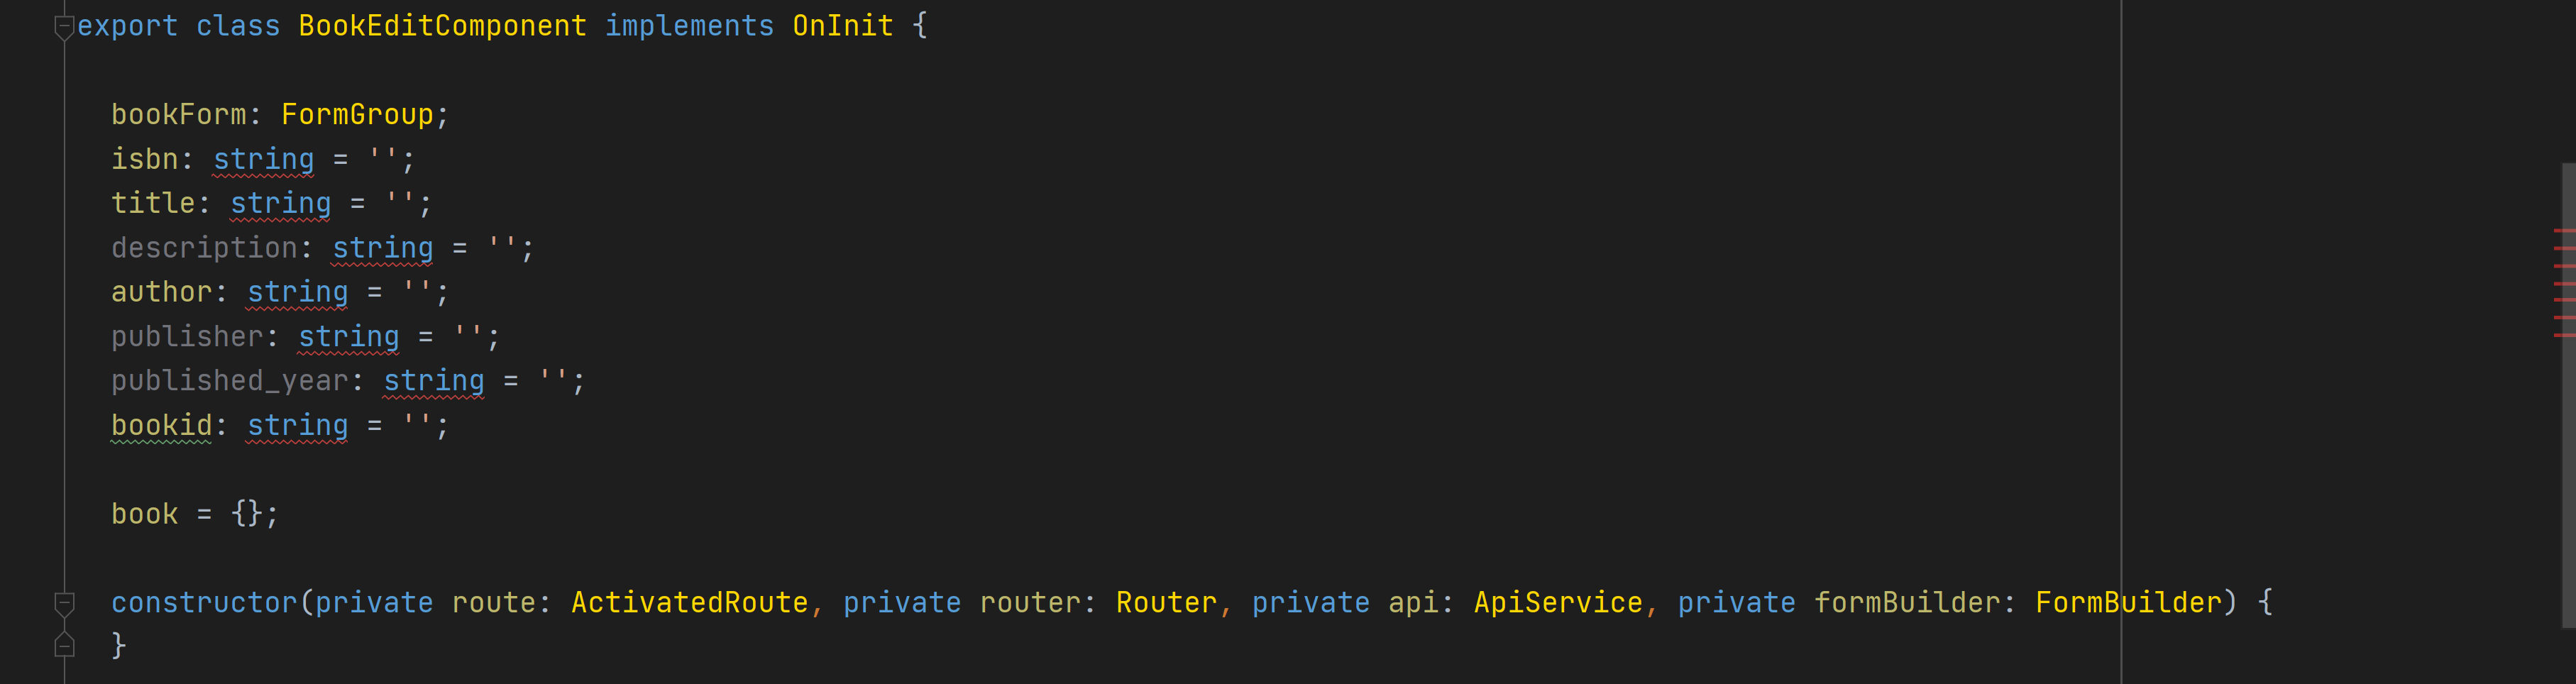 export class BookEditComponent implements OnInit {
bookForm: FormGroup;
isbn: string = '';
title: string = '';
description: string = '';
author: string = '';
publisher: string = '';
published_year: string = '';
bookid: string = '';
book = {};
constructor(private route: ActivatedRoute, private router: Router, private api: ApiService, private formBuilder: FormBuilder) {
}